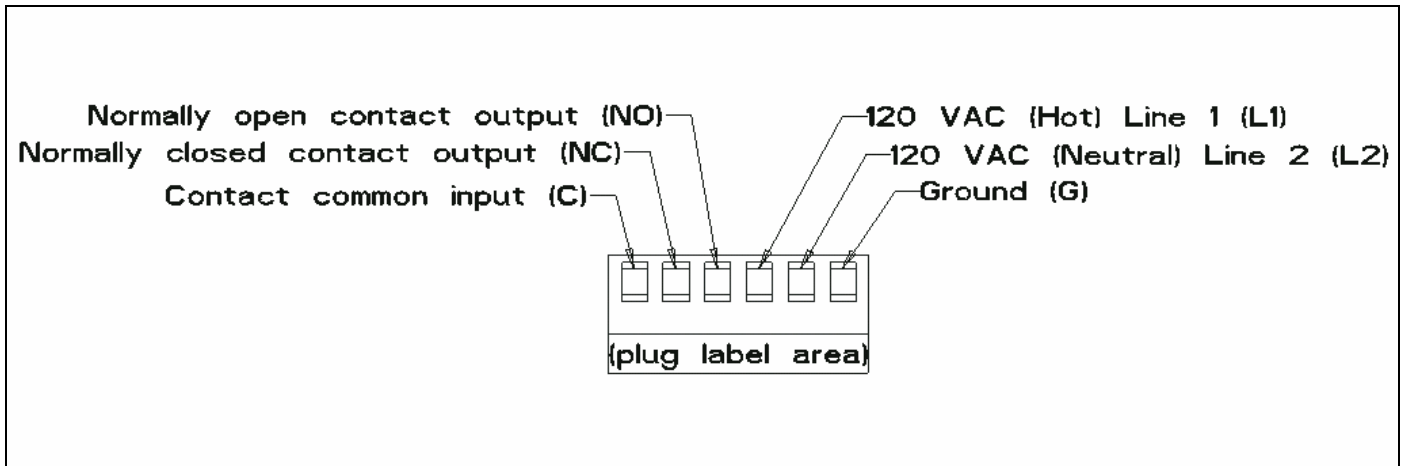 Normally open contact output (NO)
Normally closed contact output (NC)
Contact common input (C)
120 VAC (Hot) Line 1 (L1)
120 VAC (Neutral) Line 2 (L2)
Ground (G)
(plug label area)